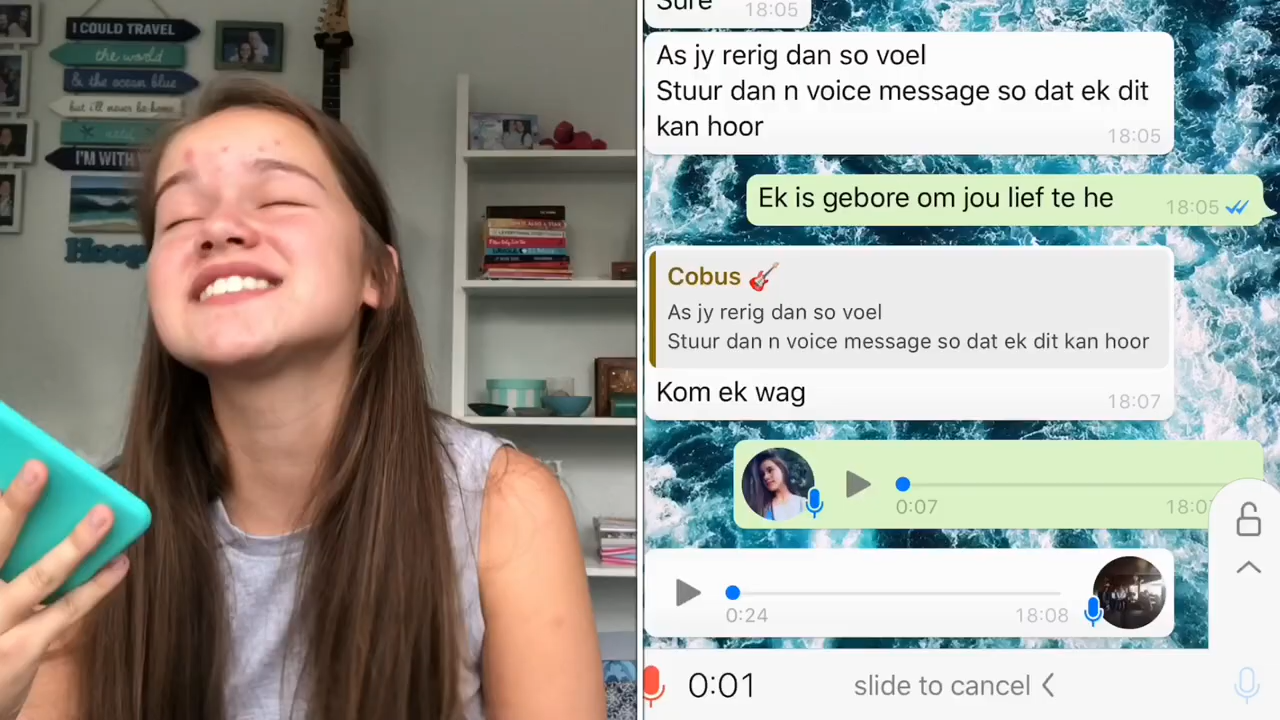 I COULD TRAVEL
the world
& the ocean blue
but i'll never be home
until
I'M WITH
Hoop
Sure
18:05
As jy rerig dan so voel
Stuur dan n voice message so dat ek dit
kan hoor
18:05
Ek is gebore om jou lief te he
18:05
Cobus
As jy rerig dan so voel
Stuur dan n voice message so dat ek dit kan hoor
Kom ek wag
18:07
0:07
18:07
0:24
18:08
0:01
slide to cancel